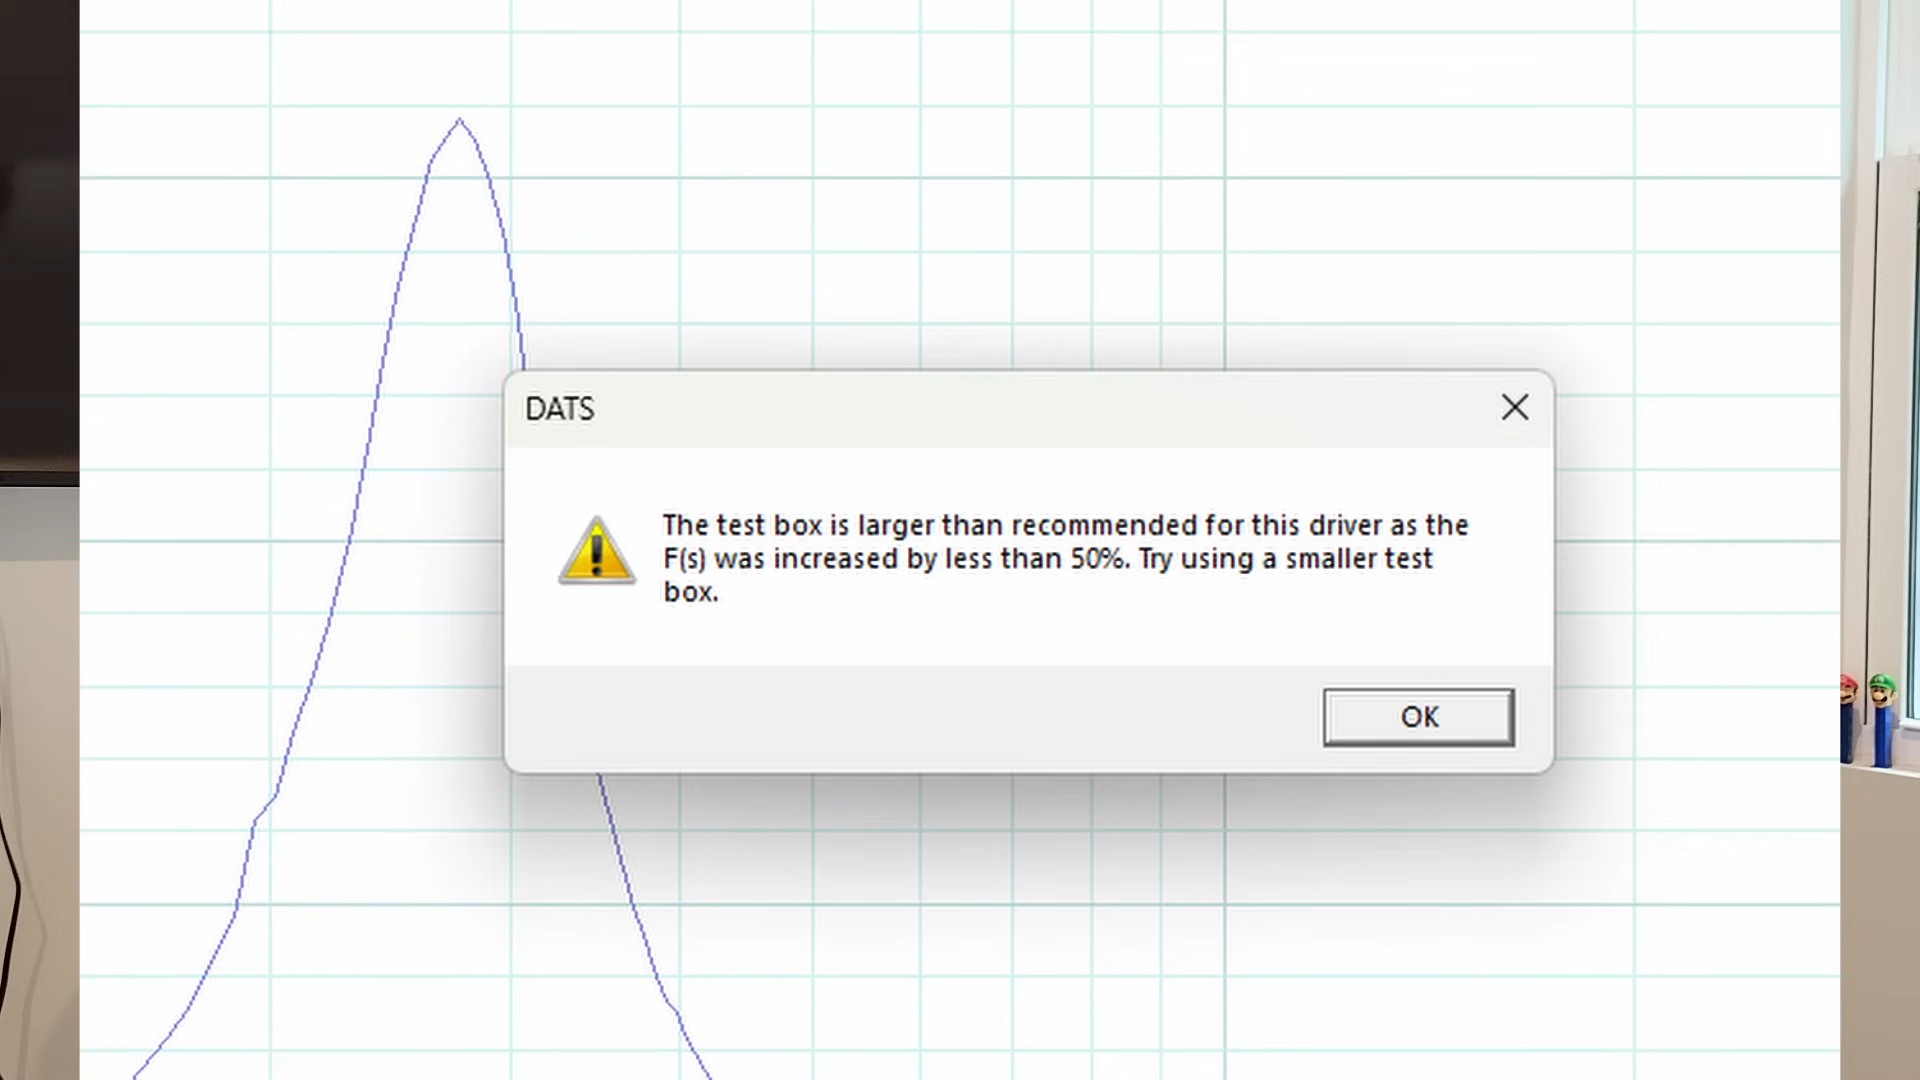 DATS
The test box is larger than recommended for this driver as the
F(s) was increased by less than 50%. Try using a smaller test
box.
OK